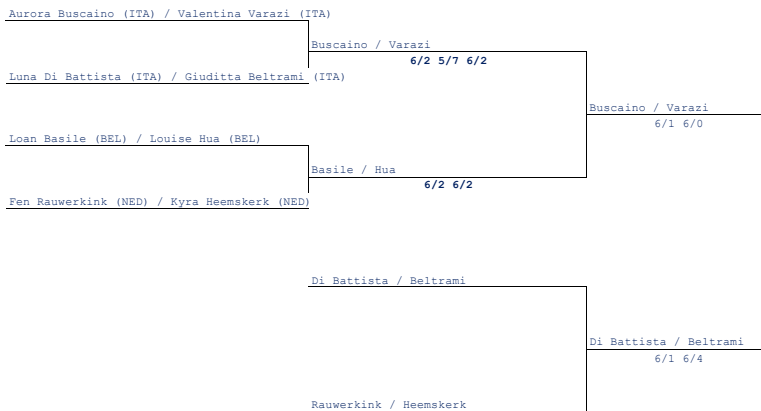 Aurora Buscaino (ITA) / Valentina Varazi (ITA)
Buscaino / Varazi
6/2 5/7 6/2
Luna Di Battista (ITA) / Giuditta Beltrami (ITA)
Buscaino / Varazi
6/1 6/0
Loan Basile (BEL) / Louise Hua (BEL)
Basile / Hua
6/2 6/2
Fen Rauwerkink (NED) / Kyra Heemskerk (NED)
Di Battista / Beltrami
Di Battista / Beltrami
6/1 6/4
Rauwerkink / Heemskerk